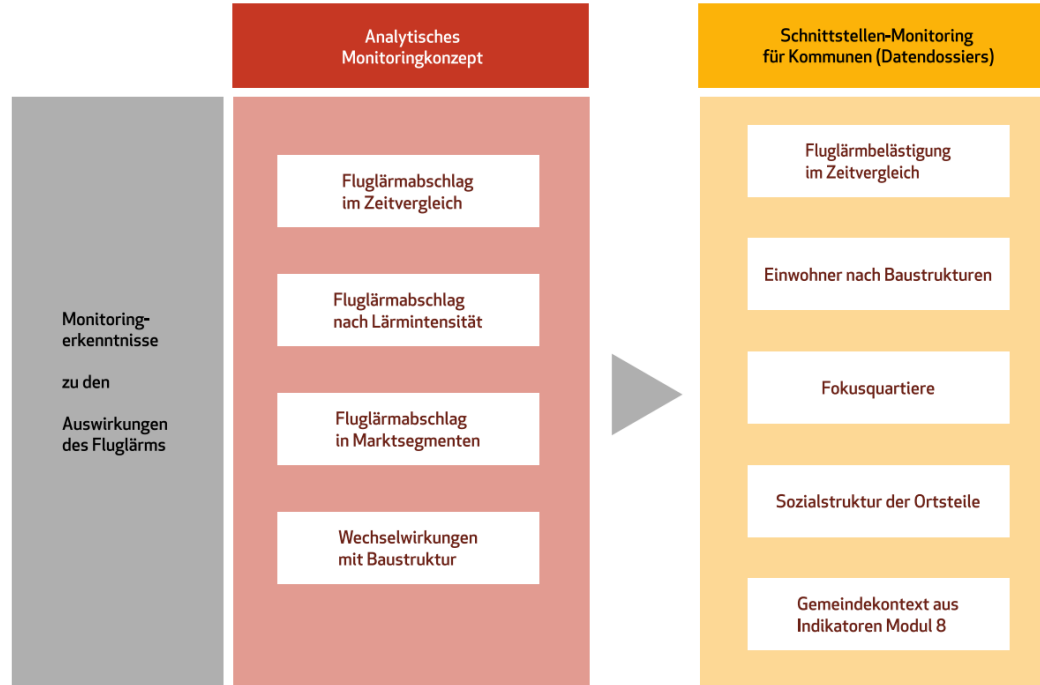 Analytisches
Monitoringkonzept
Schnittstellen-Monitoring
für Kommunen (Datendossiers)
Monitoring-
erkenntnisse
zu den
Auswirkungen
des Fluglärms
Fluglärmabschlag
im Zeitvergleich
Fluglärmabschlag
nach Lärmintensität
Fluglärmabschlag
in Marktsegmenten
Wechselwirkungen
mit Baustruktur
Fluglärmbelästigung
im Zeitvergleich
Einwohner nach Baustrukturen
Fokusquartiere
Sozialstruktur der Ortsteile
Gemeindekontext aus
Indikatoren Modul 8